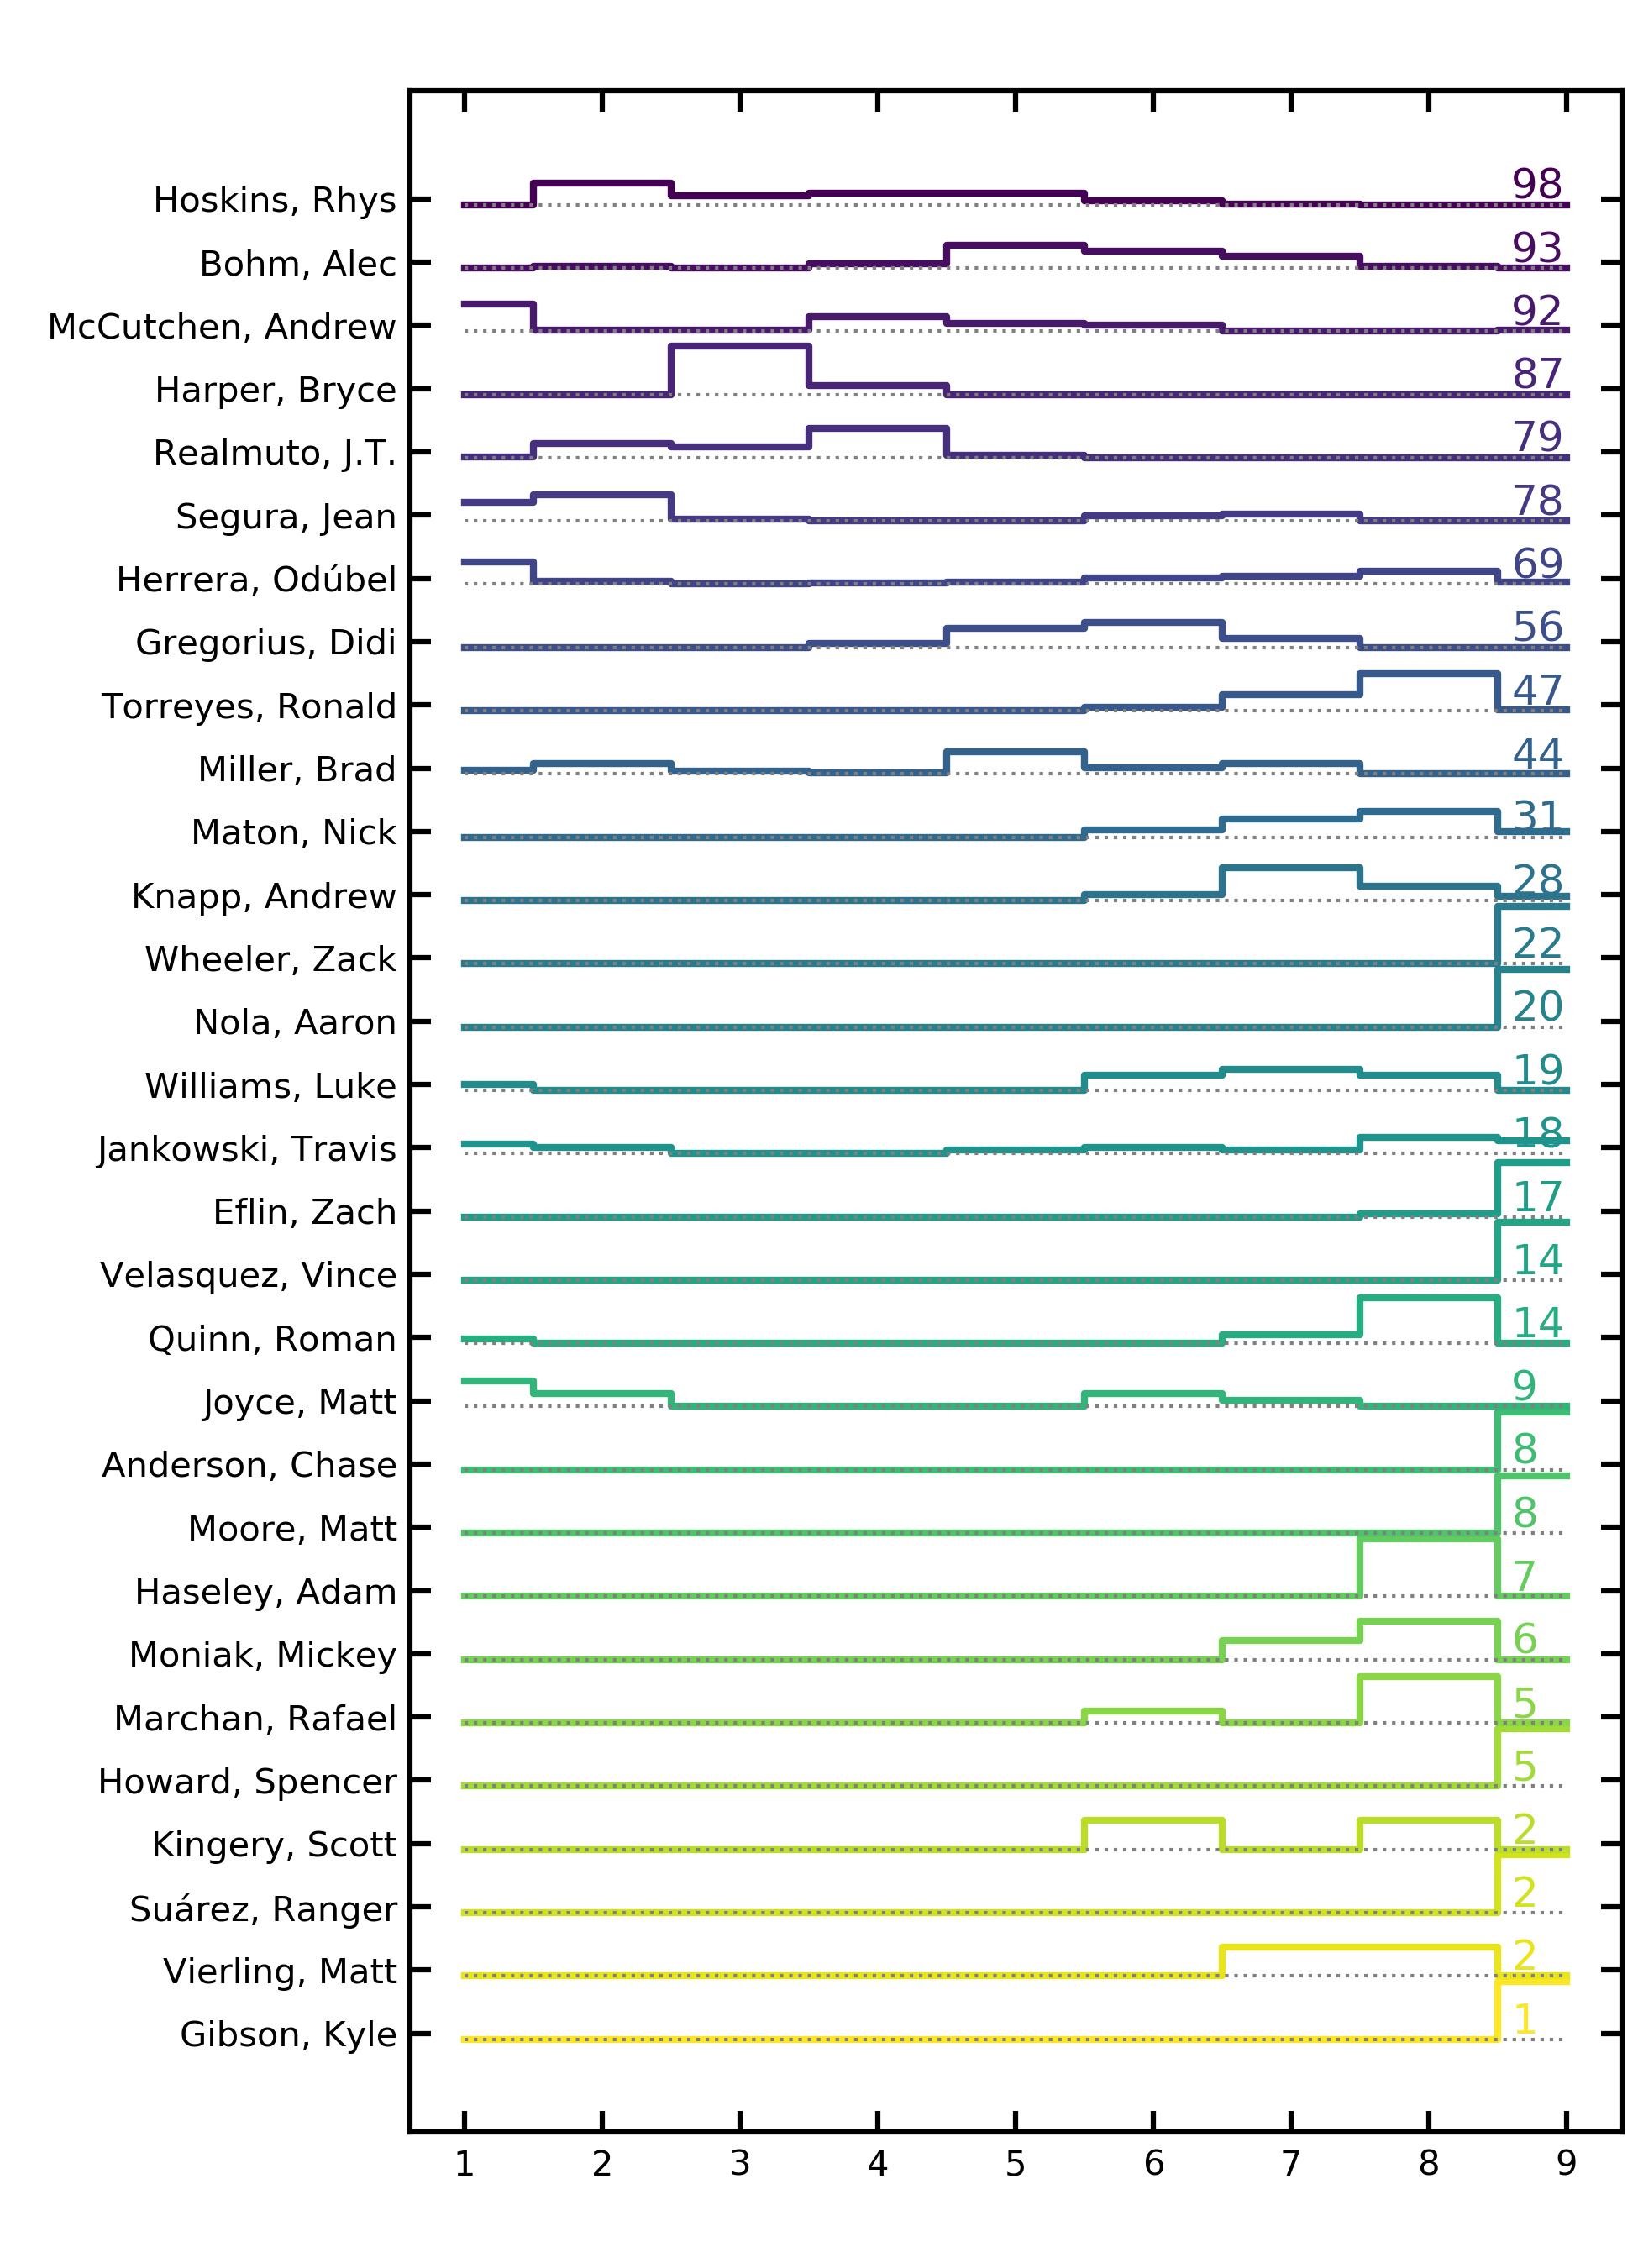 Hoskins, Rhys 98
Bohm, Alec 93
McCutchen, Andrew 92
Harper, Bryce 87
Realmuto, J.T. 79
Segura, Jean 78
Herrera, Odúbel 69
Gregorius, Didi 56
Torreyes, Ronald 47
Miller, Brad 44
Maton, Nick 31
Knapp, Andrew 28
Wheeler, Zack 22
Nola, Aaron 20
Williams, Luke 19
Jankowski, Travis 18
Eflin, Zach 17
Velasquez, Vince 14
Quinn, Roman 14
Joyce, Matt 9
Anderson, Chase 8
Moore, Matt 8
Haseley, Adam 7
Moniak, Mickey 6
Marchan, Rafael 5
Howard, Spencer 5
Kingery, Scott 2
Suárez, Ranger 2
Vierling, Matt 2
Gibson, Kyle 1
1 2 3 4 5 6 7 8 9